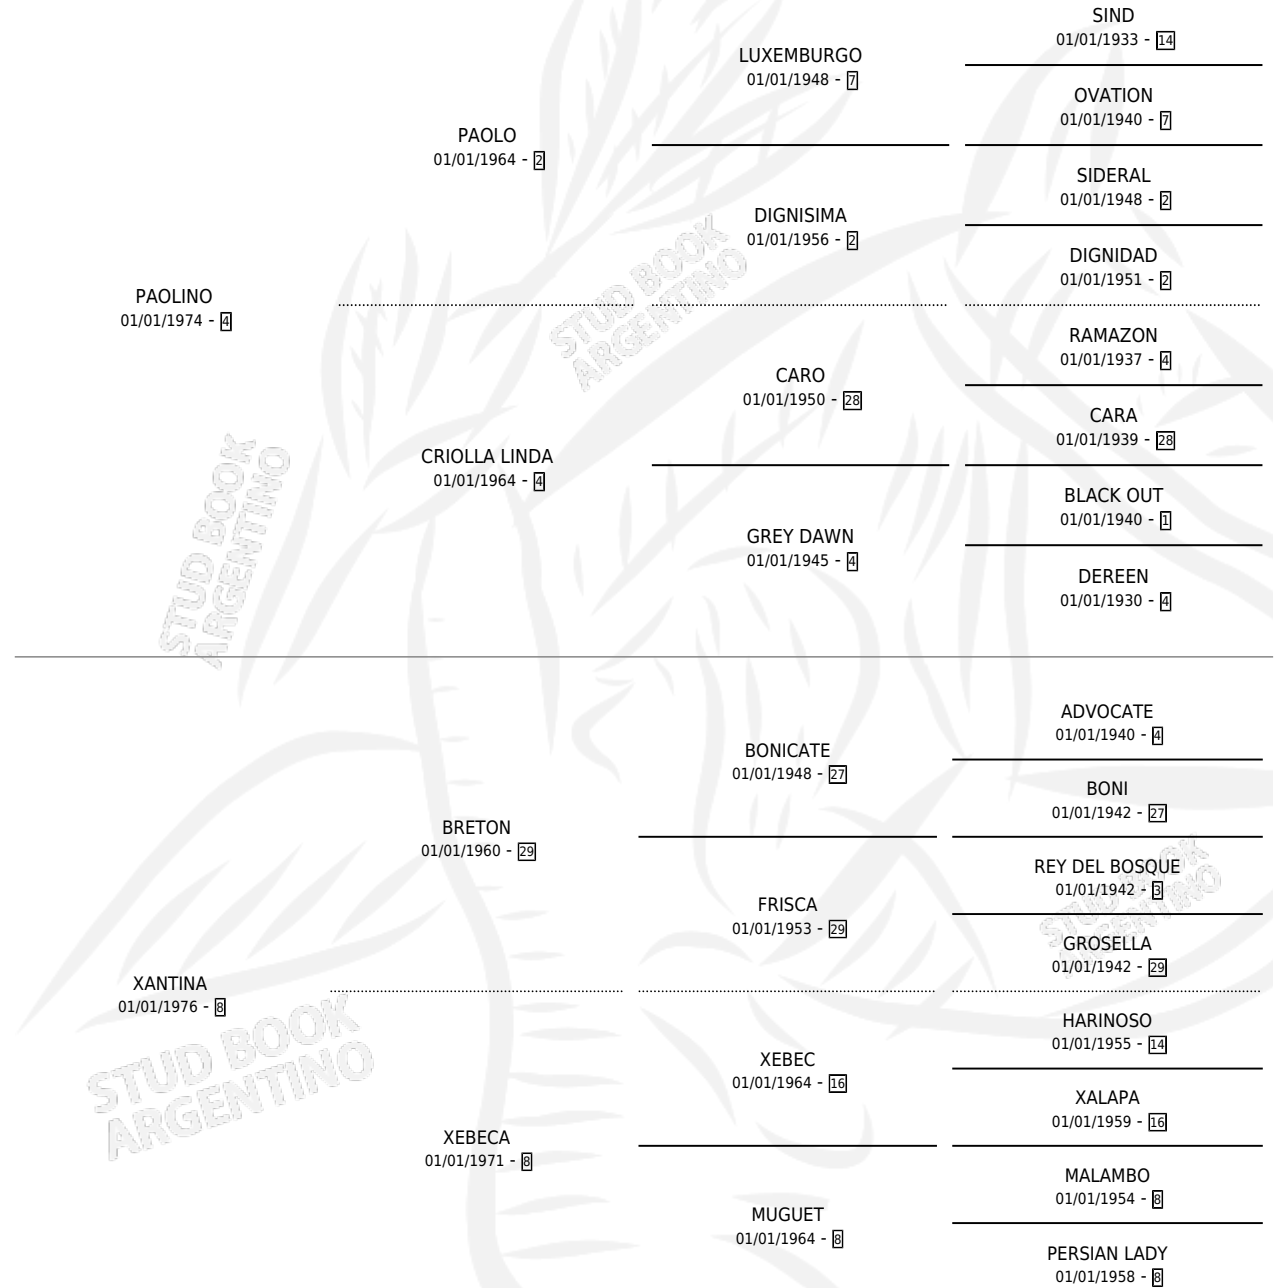 SIND
01/01/1933 - 14
LUXEMBURGO
01/01/1948 - 7
OVATION
01/01/1940 - 7
PAOLO
01/01/1964 - 2
SIDERAL
01/01/1948 - 2
DIGNISIMA
01/01/1956 - 2
DIGNIDAD
01/01/1951 - 2
PAOLINO
01/01/1974 - 4
STUD BOOK
ARGENTINO
RAMAZON
01/01/1937 - 4
CARO
01/01/1950 - 28
CARA
01/01/1939 - 28
CRIOLLA LINDA
01/01/1964 - 4
BLACK OUT
01/01/1940 - 1
GREY DAWN
01/01/1945 - 4
DEREEN
01/01/1930 - 4
STUD BOOK
ARGENTINO
ADVOCATE
01/01/1940 - 4
BONICATE
01/01/1948 - 27
BONI
01/01/1942 - 27
BRETON
01/01/1960 - 29
REY DEL BOSQUE
01/01/1942 - 3
FRISCA
01/01/1953 - 29
STUD BOOK
ARGENTINO
GROSELLA
01/01/1942 - 29
XANTINA
01/01/1976 - 8
HARINOSO
01/01/1955 - 14
XEBEC
01/01/1964 - 16
STUD BOOK
ARGENTINO
XALAPA
01/01/1959 - 16
XEBECA
01/01/1971 - 8
MALAMBO
01/01/1954 - 8
MUGUET
01/01/1964 - 8
PERSIAN LADY
01/01/1958 - 8